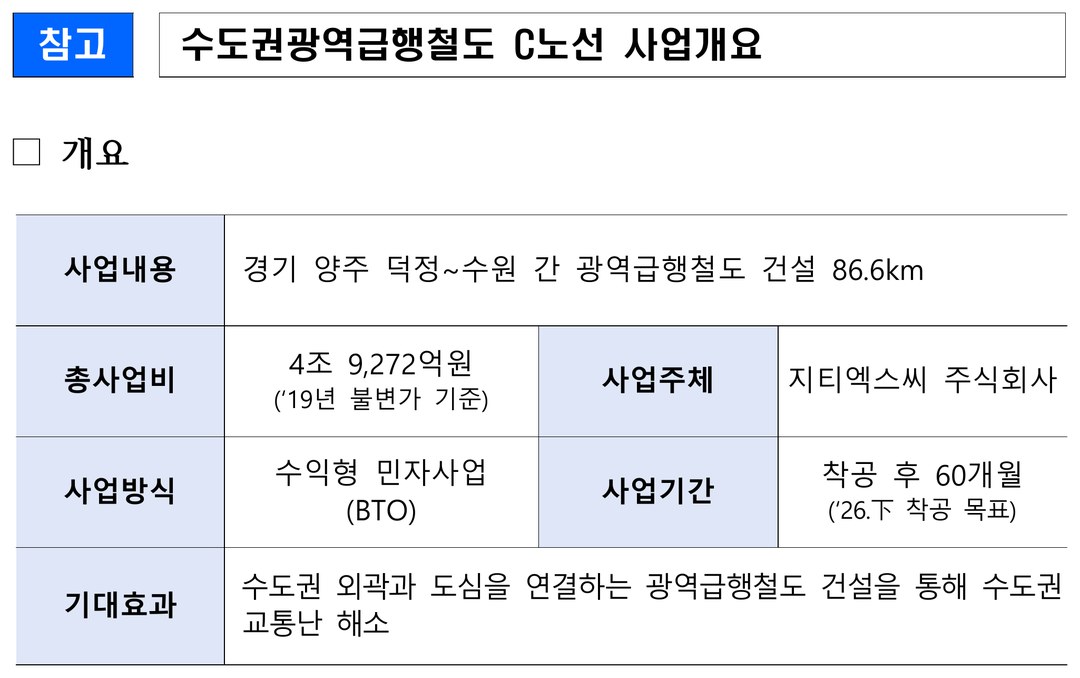 참고
수도권광역급행철도 C노선 사업개요
□ 개요
사업내용
경기 양주 덕정~수원 간 광역급행철도 건설 86.6km
총사업비
4조 9,272억원
(‘19년 불변가 기준)
사업주체
지티엑스씨 주식회사
사업방식
수익형 민자사업
(BTO)
사업기간
착공 후 60개월
(‘26.下 착공 목표)
기대효과
수도권 외곽과 도심을 연결하는 광역급행철도 건설을 통해 수도권
교통난 해소